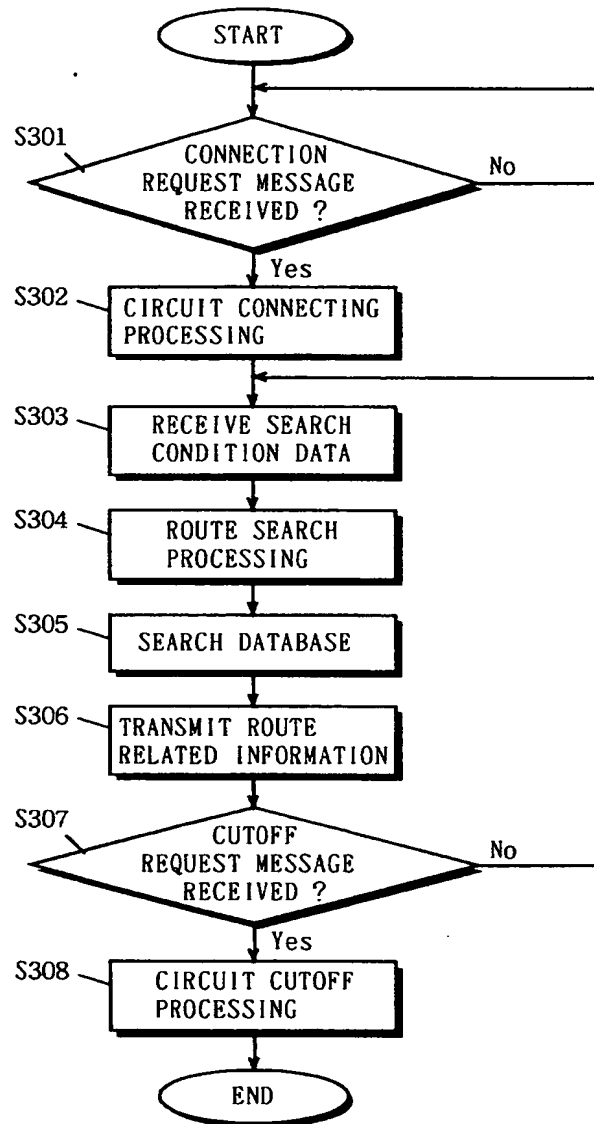 START
S301
CONNECTION
REQUEST MESSAGE
RECEIVED ?
No
Yes
S302
CIRCUIT CONNECTING
PROCESSING
S303
RECEIVE SEARCH
CONDITION DATA
S304
ROUTE SEARCH
PROCESSING
S305
SEARCH DATABASE
S306
TRANSMIT ROUTE
RELATED INFORMATION
S307
CUTOFF
REQUEST MESSAGE
RECEIVED ?
No
Yes
S308
CIRCUIT CUTOFF
PROCESSING
END